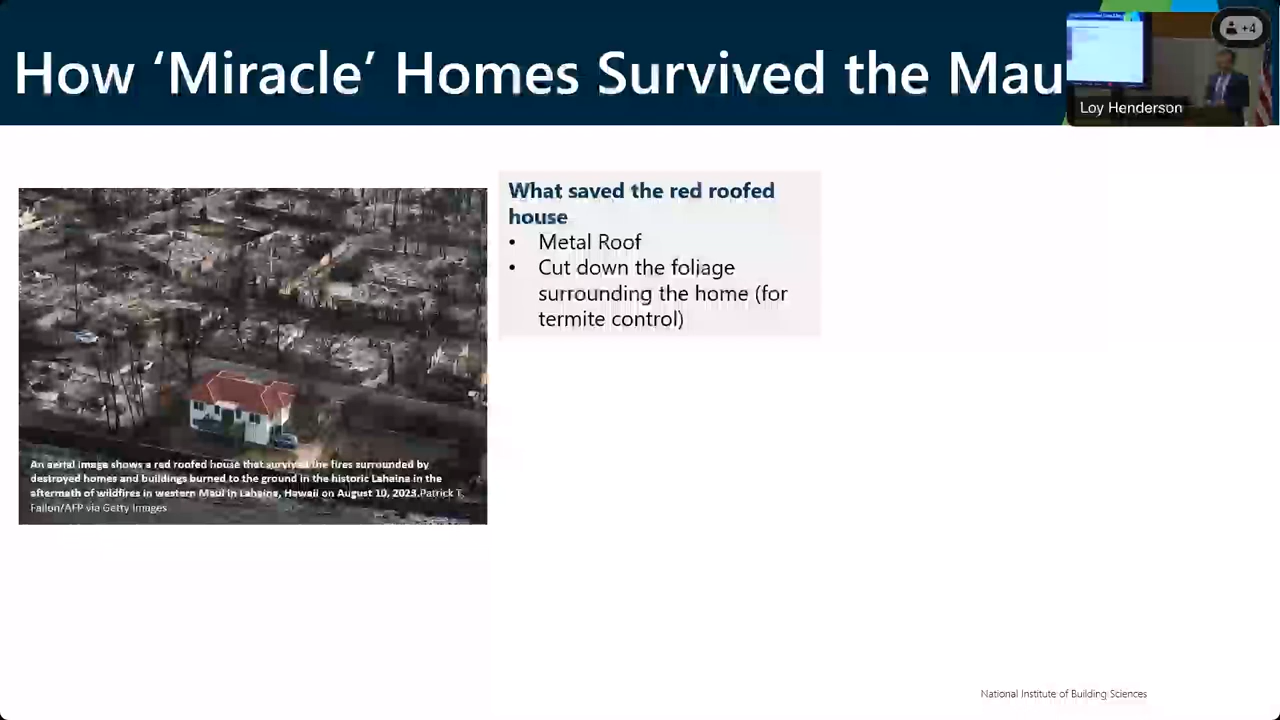 How ‘Miracle’ Homes Survived the Mau
+4
Loy Henderson
What saved the red roofed
house
• Metal Roof
• Cut down the foliage
surrounding the home (for
termite control)
An aerial image shows a red roofed house that survived the fires surrounded by
destroyed homes and buildings burned to the ground in the historic Lahaina in the
aftermath of wildfires in western Maui in Lahaina, Hawaii on August 10, 2023.Patrick T.
Fallon/AFP via Getty Images
National Institute of Building Sciences